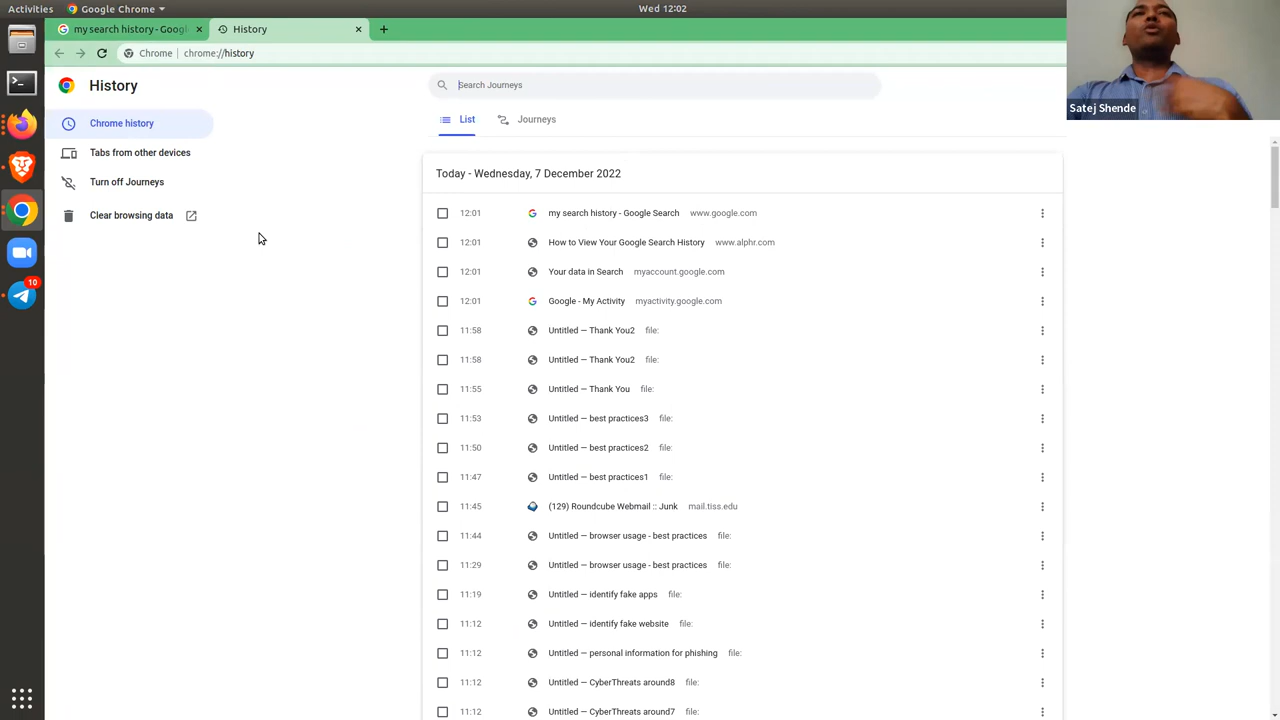 Activities
Google Chrome
Wed 12:02
my search history - Googl
History
Chrome
chrome://history
Satej Shende
History
Search Journeys
Chrome history
Tabs from other devices
Turn off Journeys
Clear browsing data
List
Journeys
Today - Wednesday, 7 December 2022
12:01 my search history - Google Search www.google.com
12:01 How to View Your Google Search History www.alphr.com
12:01 Your data in Search myaccount.google.com
12:01 Google - My Activity myactivity.google.com
11:58 Untitled — Thank You2 file:
11:58 Untitled — Thank You2 file:
11:55 Untitled — Thank You file:
11:53 Untitled — best practices3 file:
11:50 Untitled — best practices2 file:
11:47 Untitled — best practices1 file:
11:45 (129) Roundcube Webmail :: Junk mail.tiss.edu
11:44 Untitled — browser usage - best practices file:
11:29 Untitled — browser usage - best practices file:
11:19 Untitled — identify fake apps file:
11:12 Untitled — identify fake website file:
11:12 Untitled — personal information for phishing file:
11:12 Untitled — CyberThreats around8 file:
11:12 Untitled — CyberThreats around7 file:
10